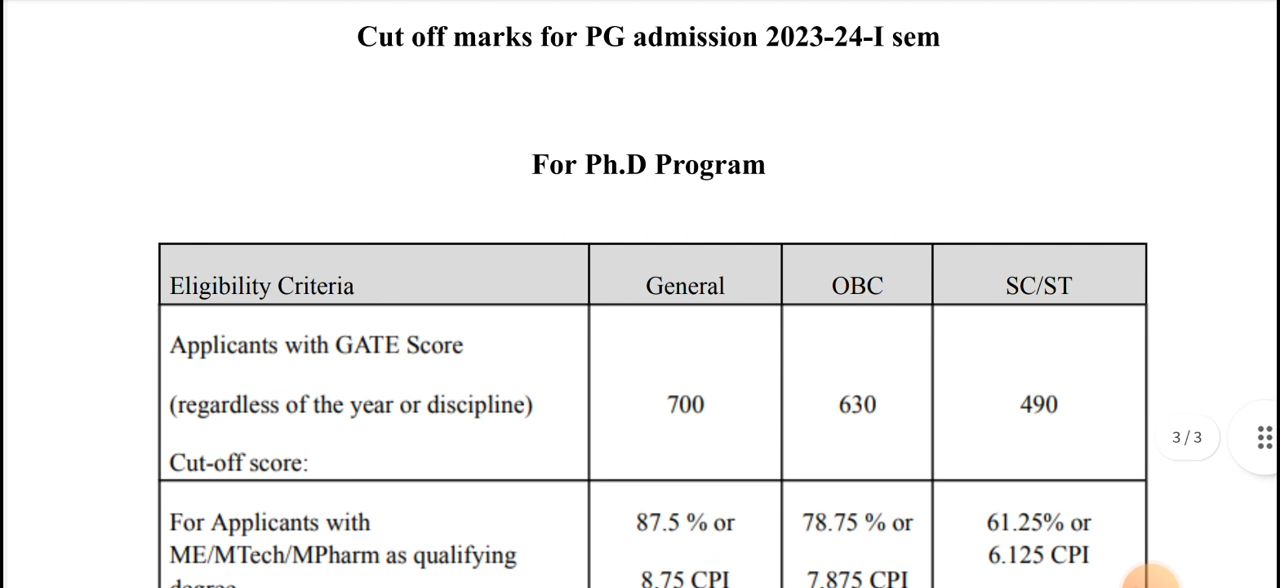 Cut off marks for PG admission 2023-24-I sem
For Ph.D Program
Eligibility Criteria General OBC SC/ST
Applicants with GATE Score
(regardless of the year or discipline) 700 630 490
Cut-off score:
For Applicants with 87.5 % or 78.75 % or 61.25% or
ME/MTech/MPharm as qualifying 6.125 CPI
degree 8.75 CPI 7.875 CPI
3 / 3